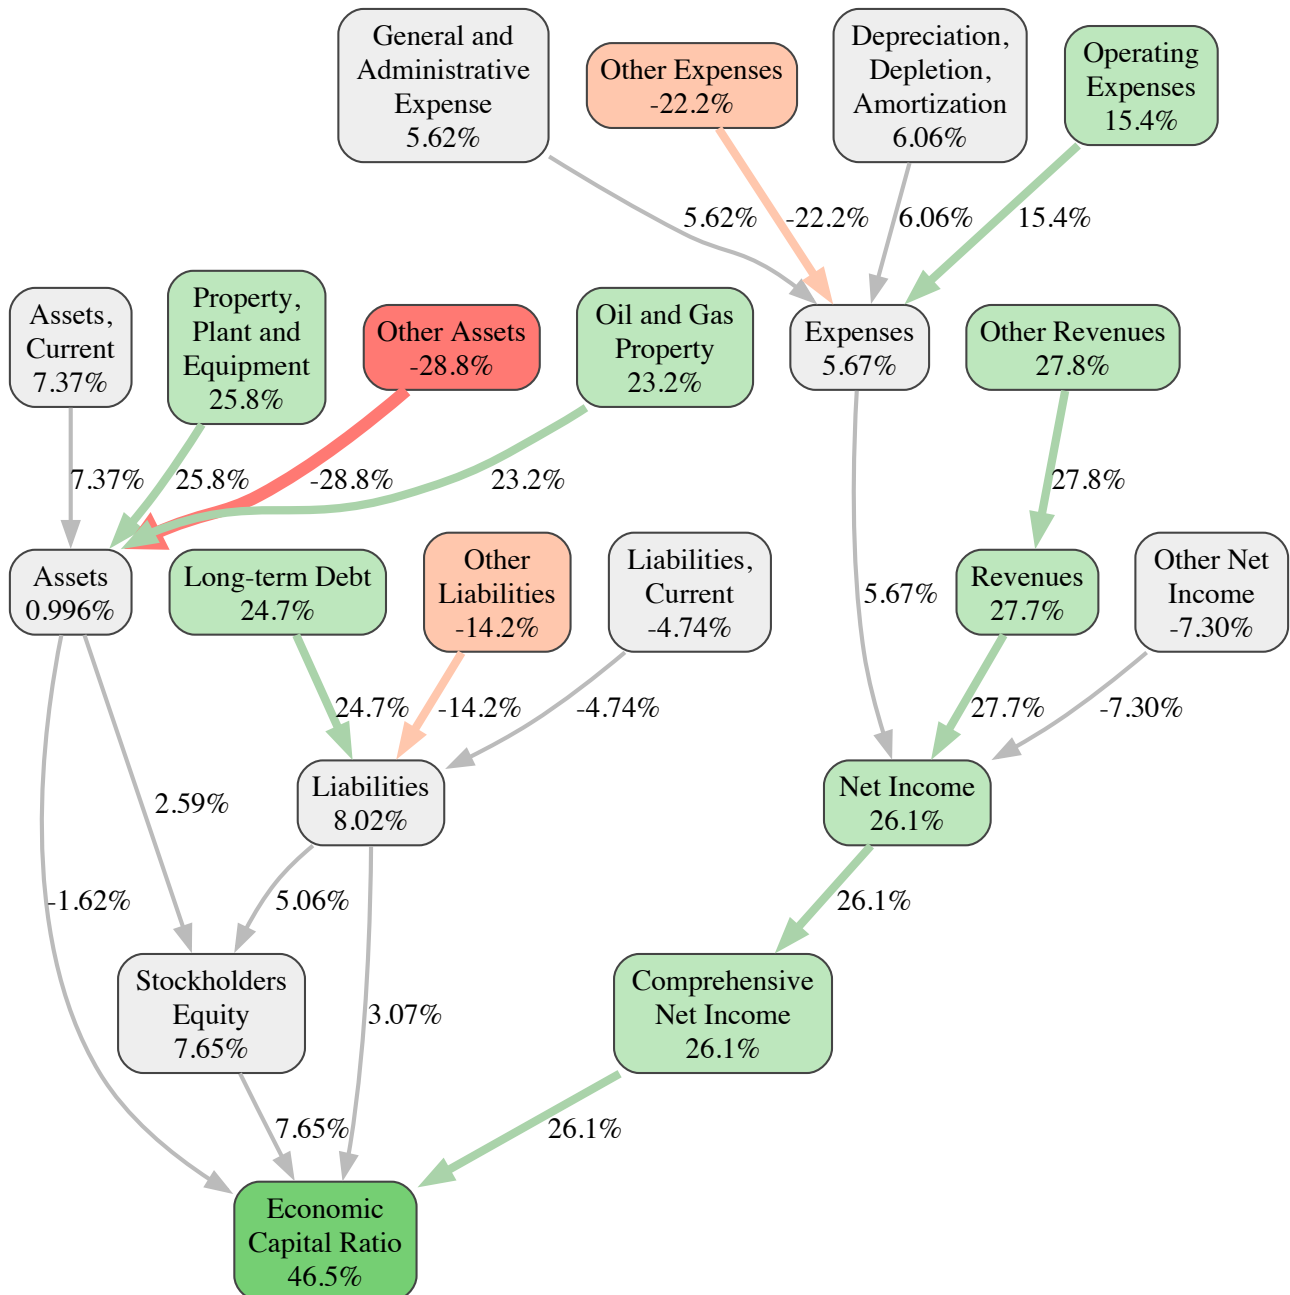 General and
Administrative
Expense
5.62%
Other Expenses
-22.2%
Depreciation,
Depletion,
Amortization
6.06%
Operating
Expenses
15.4%
5.62%
-22.2%
6.06%
15.4%
Assets,
Current
7.37%
Property,
Plant and
Equipment
25.8%
Other Assets
-28.8%
Oil and Gas
Property
23.2%
Expenses
5.67%
Other Revenues
27.8%
7.37%
25.8%
-28.8%
23.2%
27.8%
Assets
0.996%
Long-term Debt
24.7%
Other
Liabilities
-14.2%
Liabilities,
Current
-4.74%
5.67%
Revenues
27.7%
Other Net
Income
-7.30%
24.7%
-14.2%
-4.74%
27.7%
-7.30%
2.59%
Liabilities
8.02%
Net Income
26.1%
-1.62%
5.06%
26.1%
Stockholders
Equity
7.65%
3.07%
Comprehensive
Net Income
26.1%
7.65%
26.1%
Economic
Capital Ratio
46.5%